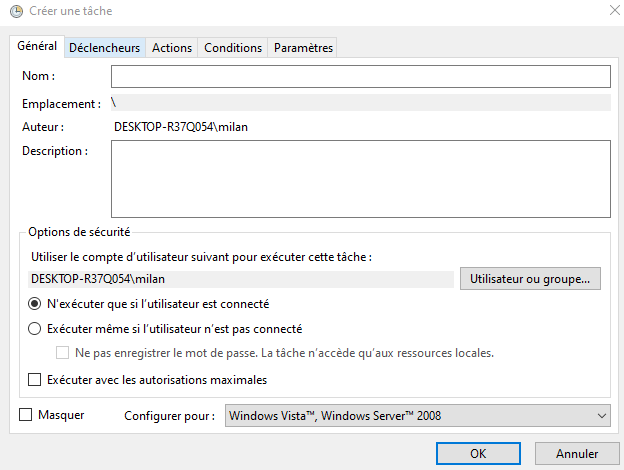 Créer une tâche
Général Déclencheurs Actions Conditions Paramètres
Nom :
Emplacement : \
Auteur : DESKTOP-R37Q054\milan
Description :
Options de sécurité
Utiliser le compte d'utilisateur suivant pour exécuter cette tâche :
DESKTOP-R37Q054\milan Utilisateur ou groupe...
N'exécuter que si l'utilisateur est connecté
Exécuter même si l'utilisateur n'est pas connecté
Ne pas enregistrer le mot de passe. La tâche n'accède qu'aux ressources locales.
Exécuter avec les autorisations maximales
Masquer Configurer pour : Windows Vista™, Windows Server™ 2008
OK Annuler